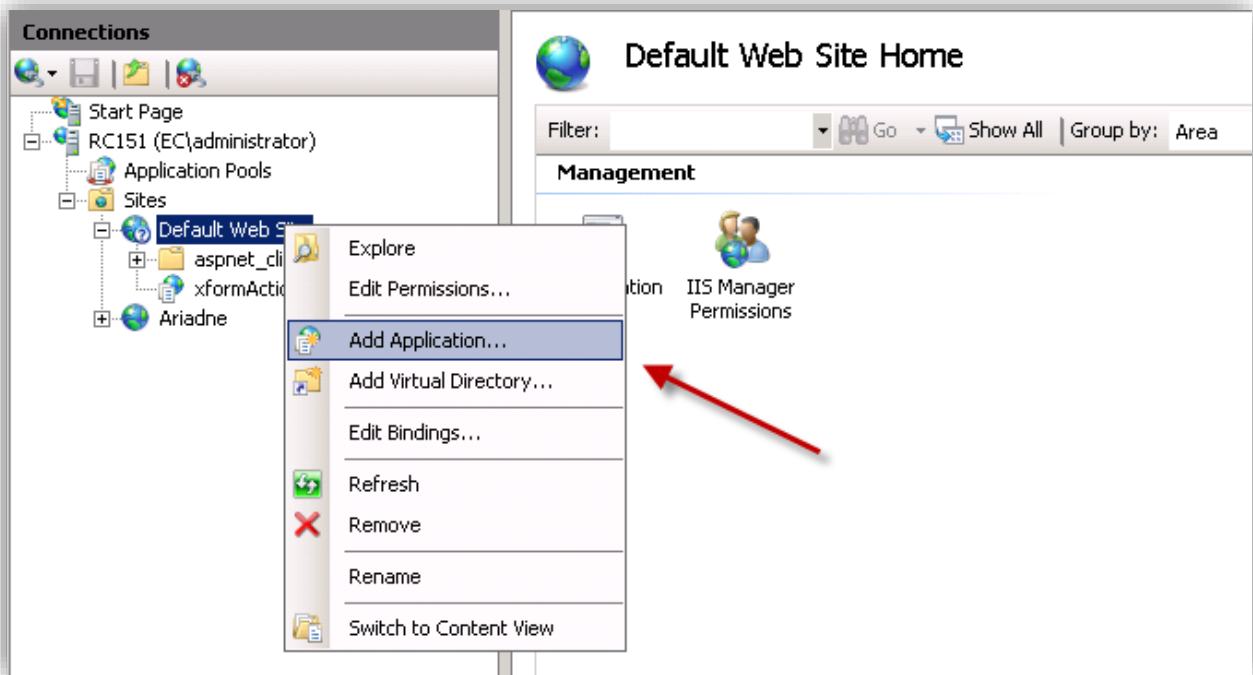 Connections
Start Page
RC151 (EC\administrator)
Application Pools
Sites
Default Web
aspnet_cli
xformActio
Ariadne
Explore
Edit Permissions...
Add Application...
Add Virtual Directory...
Edit Bindings...
Refresh
Remove
Rename
Switch to Content View
Default Web Site Home
Filter: Go Show All Group by: Area
Management
ation IIS Manager
Permissions